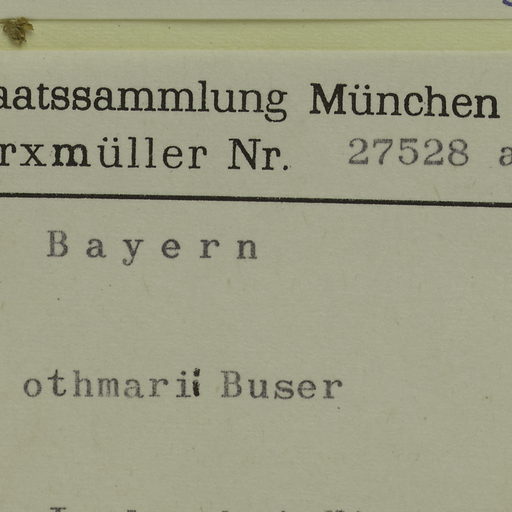 aatssammlung München
rxmüller Nr. 27528 a
Bayern
othmarii Buser